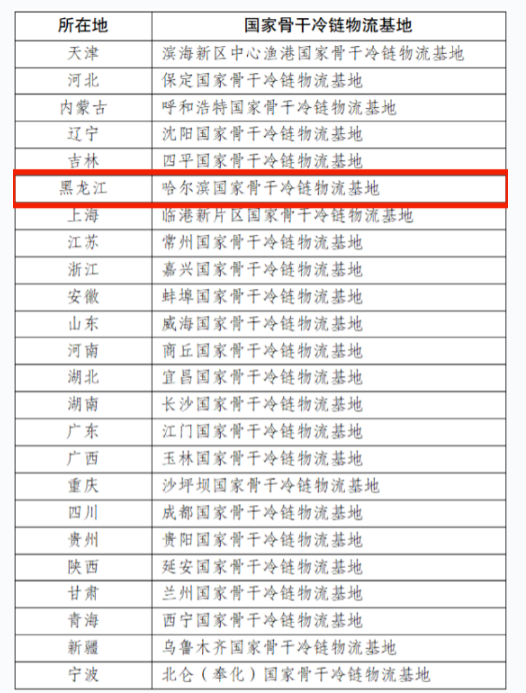 所在地 国家骨干冷链物流基地
天津 滨海新区中心渔港国家骨干冷链物流基地
河北 保定国家骨干冷链物流基地
内蒙古 呼和浩特国家骨干冷链物流基地
辽宁 沈阳国家骨干冷链物流基地
吉林 四平国家骨干冷链物流基地
黑龙江 哈尔滨国家骨干冷链物流基地
上海 临港新片区国家骨干冷链物流基地
江苏 常州国家骨干冷链物流基地
浙江 嘉兴国家骨干冷链物流基地
安徽 蚌埠国家骨干冷链物流基地
山东 威海国家骨干冷链物流基地
河南 商丘国家骨干冷链物流基地
湖北 宜昌国家骨干冷链物流基地
湖南 长沙国家骨干冷链物流基地
广东 江门国家骨干冷链物流基地
广西 玉林国家骨干冷链物流基地
重庆 沙坪坝国家骨干冷链物流基地
四川 成都国家骨干冷链物流基地
贵州 贵阳国家骨干冷链物流基地
陕西 延安国家骨干冷链物流基地
甘肃 兰州国家骨干冷链物流基地
青海 西宁国家骨干冷链物流基地
新疆 乌鲁木齐国家骨干冷链物流基地
宁波 北仑（奉化）国家骨干冷链物流基地